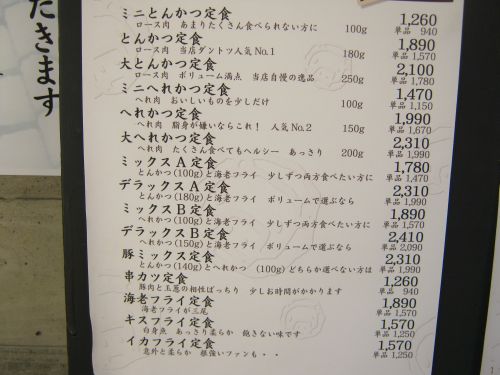 たきます
ミニとんかつ定食 1,260
ロース肉 あまりたくさん食べられない方に 100g 単品 940
とんかつ定食 1,890
ロース肉 当店ダントツ人気No.1 180g 単品 1,570
大とんかつ定食 2,100
ロース肉 ボリューム満点 当店自慢の逸品 250g 単品 1,780
ミニへれかつ定食 1,470
へれ肉 おいしいものを少しだけ 100g 単品 1,150
へれかつ定食 1,990
へれ肉 脂身が嫌いならこれ! 人気No.2 150g 単品 1,670
大へれかつ定食 2,310
へれ肉 たくさん食べてもヘルシー あっさり 200g 単品 1,990
ミックスA定食 1,780
とんかつ(100g)と海老フライ 少しずつ両方食べたい方に 単品 1,470
デラックスA定食 2,310
とんかつ(180g)と海老フライ ボリュームで選ぶなら 単品 1,990
ミックスB定食 1,890
へれかつ(100g)と海老フライ 少しずつ両方食べたい方に 単品 1,570
デラックスB定食 2,410
へれかつ(150g)と海老フライ ボリュームで選ぶなら 単品 2,090
豚ミックス定食 2,310
とんかつ(140g)とへれかつ (100g)どちらか選べない方は 単品 1,990
串カツ定食 1,260
豚肉と玉葱の相性ばっちり 少しお時間がかかります 単品 940
海老フライ定食 1,890
海老フライが三尾 単品 1,570
キスフライ定食 1,570
白身魚 あっさり柔らか 飽きない味です 単品 1,250
イカフライ定食 1,570
意外と柔らか 根強いファンも・・ 単品 1,250